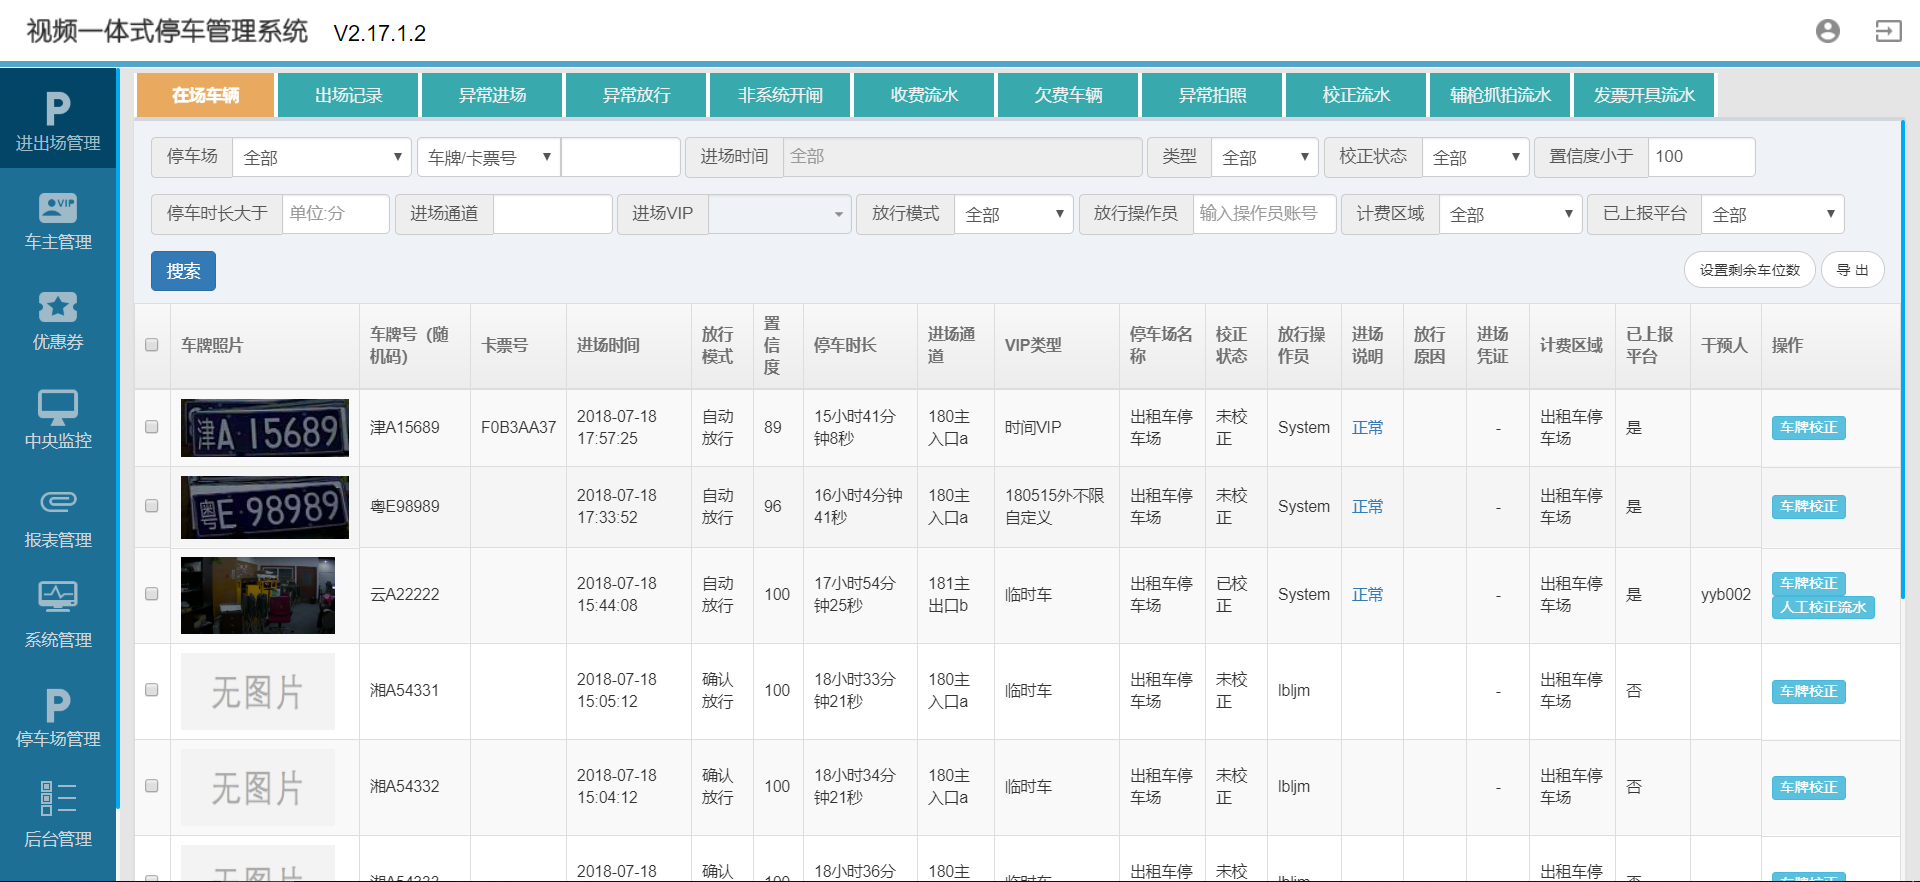 视频一体式停车管理系统 V2.17.1.2
进出场管理
车主管理
优惠券
中央监控
报表管理
系统管理
停车场管理
后台管理
在场车辆 出场记录 异常进场 异常放行 非系统开闸 收费流水 欠费车辆 异常拍照 校正流水 辅枪抓拍流水 发票开具流水
停车场 全部 车牌/卡票号 进场时间 全部 类型 全部 校正状态 全部 置信度小于 100
停车时长大于 单位:分 进场通道 进场VIP 放行模式 全部 放行操作员 输入操作员账号 计费区域 全部 已上报平台 全部
搜索 设置剩余车位数 导 出
车牌照片 车牌号（随机码） 卡票号 进场时间 放行模式 置信度 停车时长 进场通道 VIP类型 停车场名称 校正状态 放行操作员 进场说明 放行原因 进场凭证 计费区域 已上报平台 干预人 操作
津A·15689 津A15689 F0B3AA37 2018-07-18 17:57:25 自动放行 89 15小时41分钟8秒 180主入口a 时间VIP 出租车停车场 未校正 System 正常 - 出租车停车场 是 车牌校正
粤E·98989 粤E98989 2018-07-18 17:33:52 自动放行 96 16小时4分钟41秒 180主入口a 180515外不限自定义 出租车停车场 未校正 System 正常 - 出租车停车场 是 车牌校正
云A22222 2018-07-18 15:44:08 自动放行 100 17小时54分钟25秒 181主出口b 临时车 出租车停车场 已校正 System 正常 - 出租车停车场 是 yyb002 车牌校正 人工校正流水
无图片 湘A54331 2018-07-18 15:05:12 确认放行 100 18小时33分钟21秒 180主入口a 临时车 出租车停车场 未校正 lbljm - 出租车停车场 否 车牌校正
无图片 湘A54332 2018-07-18 15:04:12 确认放行 100 18小时34分钟21秒 180主入口a 临时车 出租车停车场 未校正 lbljm - 出租车停车场 否 车牌校正
无图片 湘A54333 2018-07-18 确认 100 18小时36分 180主 临时车 出租车停 未校 lbljm 出租车停 否 车牌校正